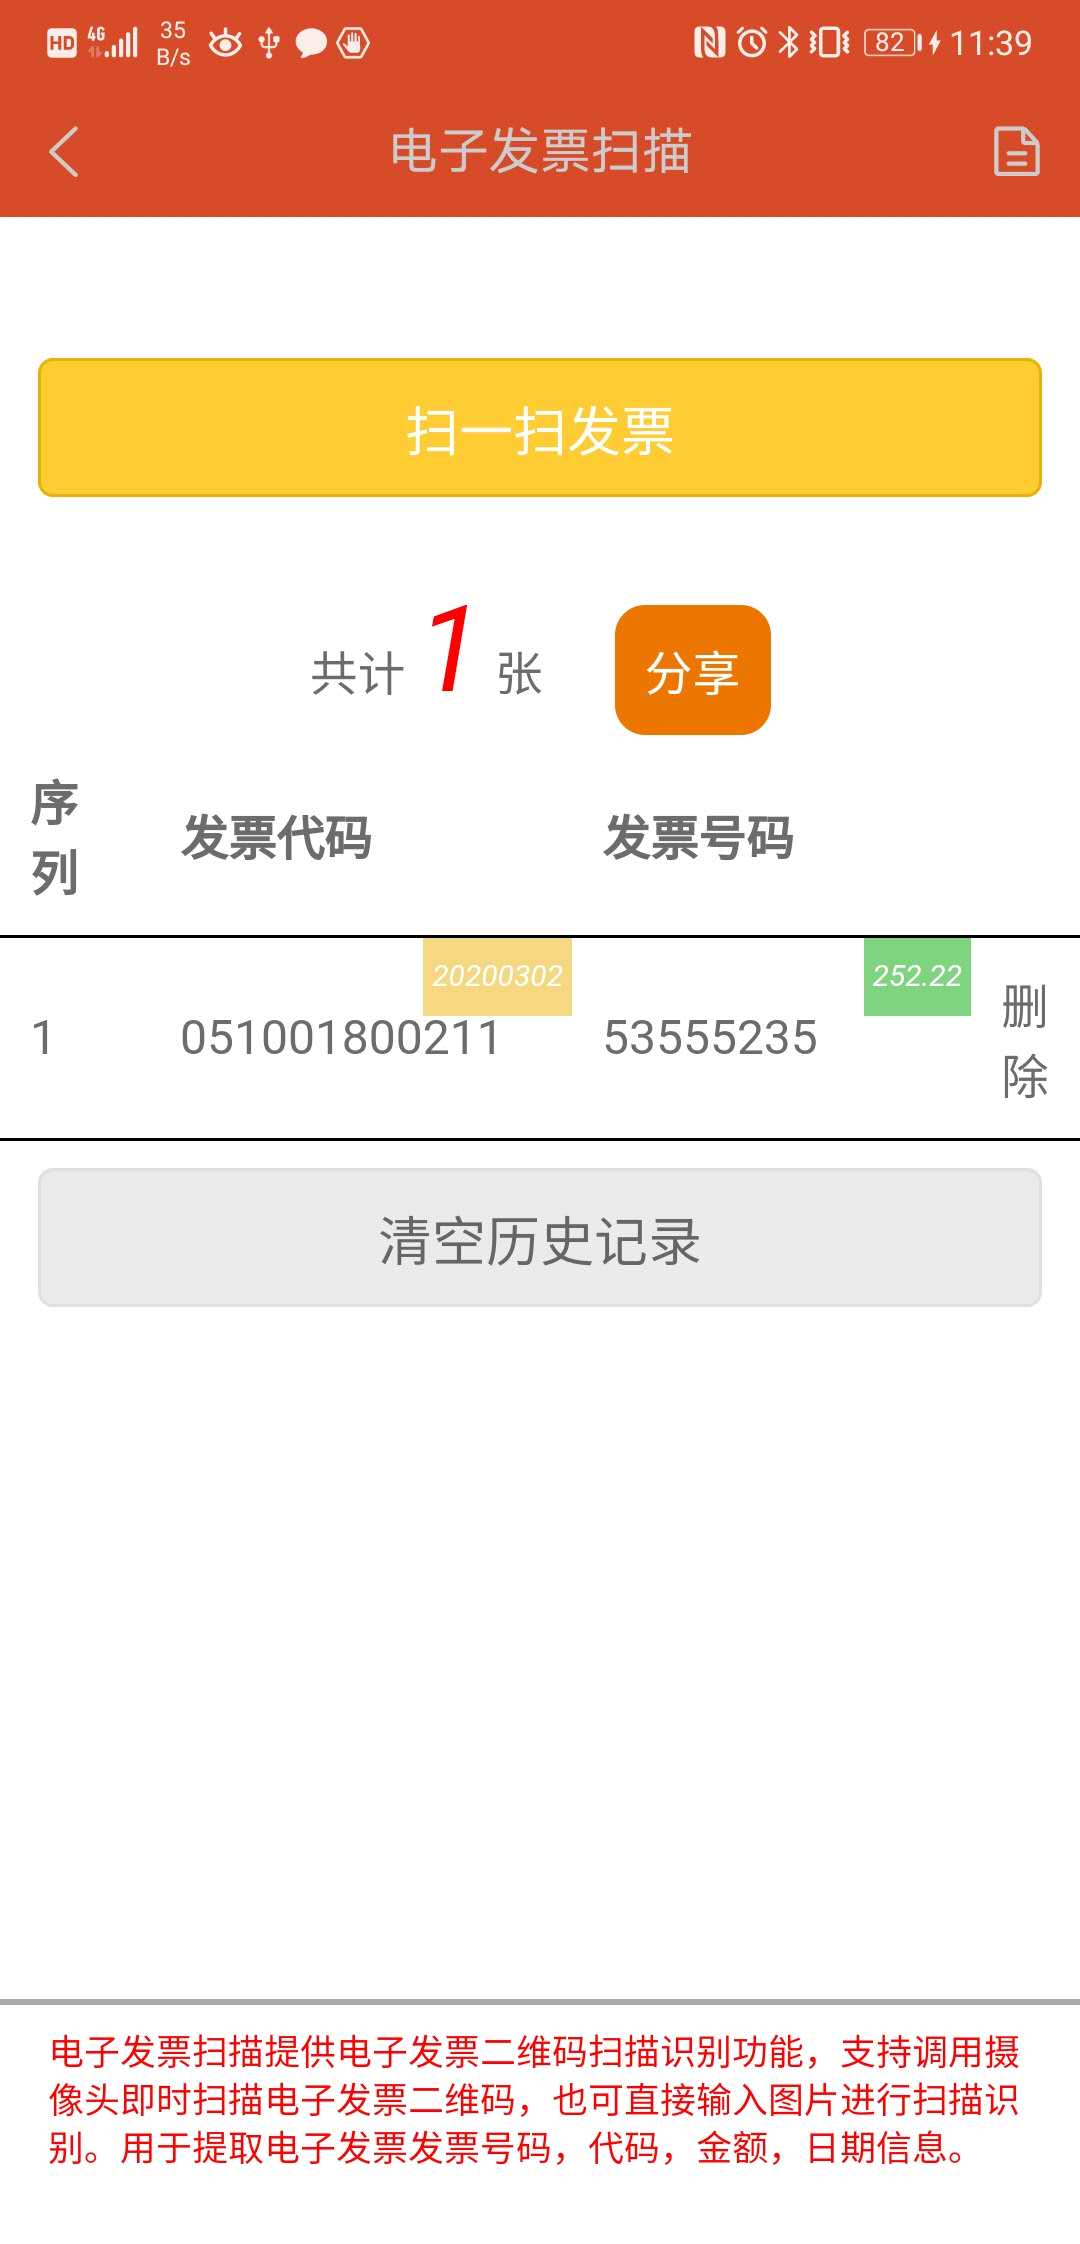 HD 4G 35 B/s 82 11:39
电子发票扫描
扫一扫发票
共计 1 张 分享
序列 发票代码 发票号码
20200302 252.22
1 051001800211 53555235 删除
清空历史记录
电子发票扫描提供电子发票二维码扫描识别功能，支持调用摄
像头即时扫描电子发票二维码，也可直接输入图片进行扫描识
别。用于提取电子发票发票号码，代码，金额，日期信息。